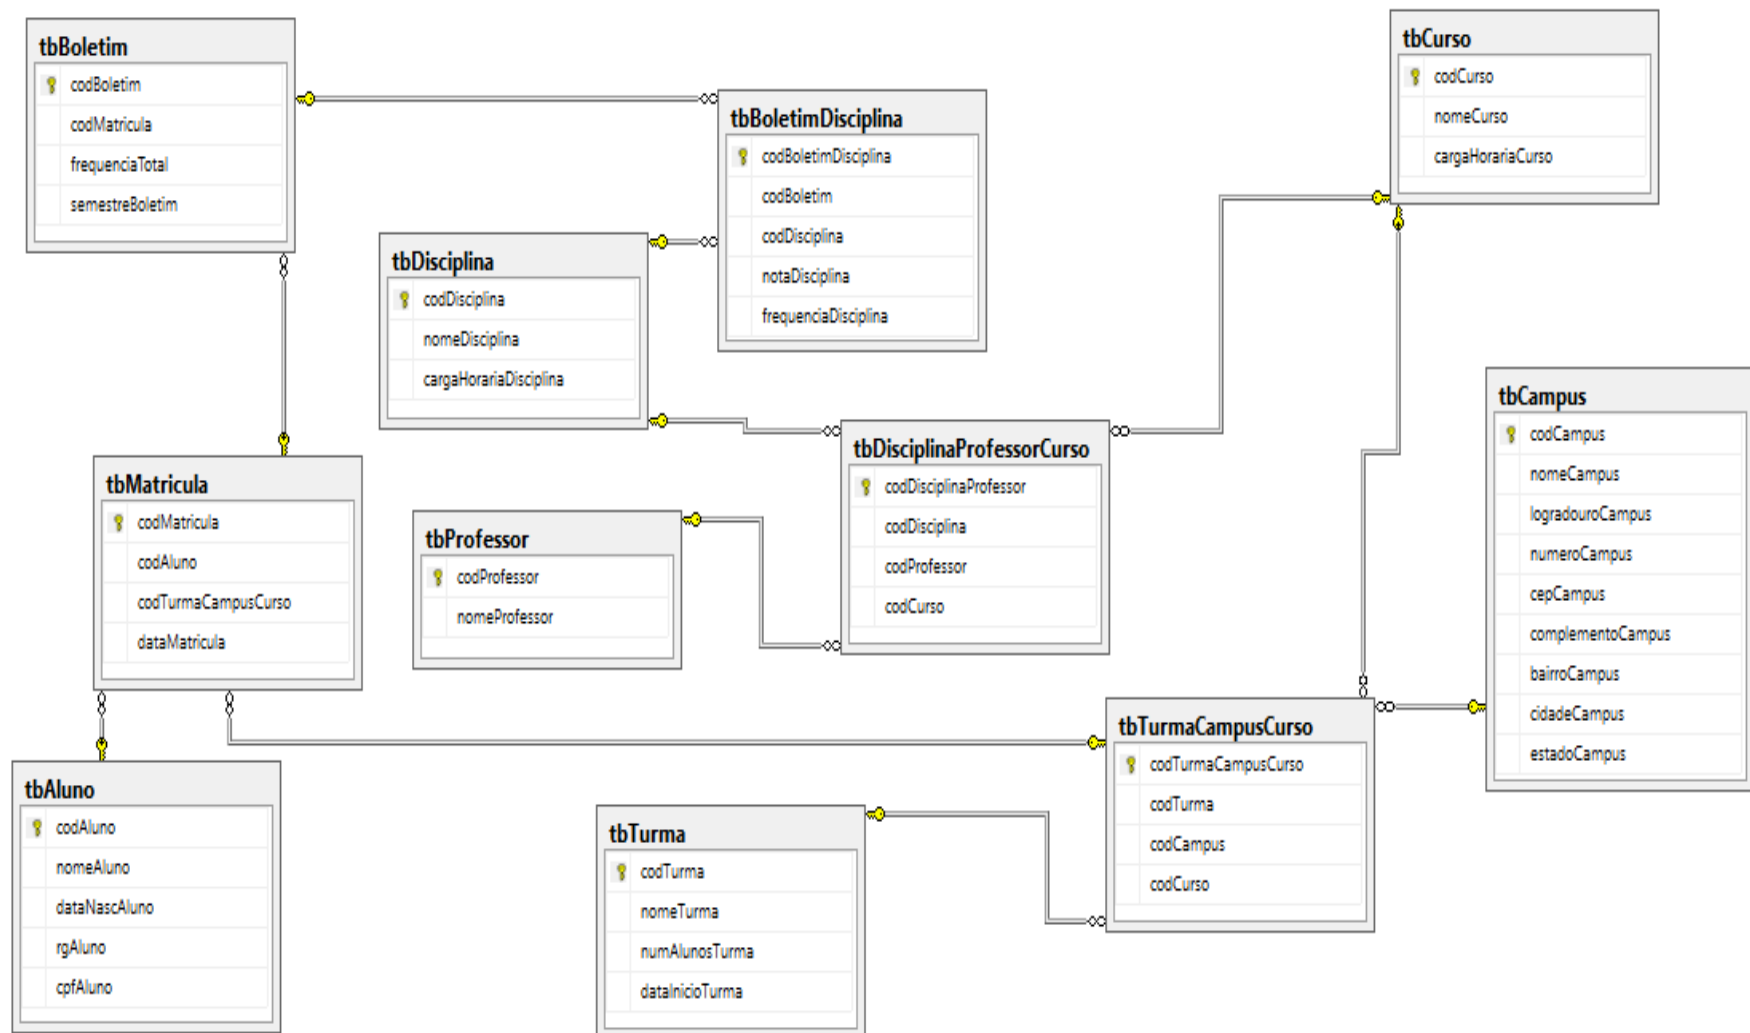 tbBoletim
codBoletim
codMatricula
frequenciaTotal
semestreBoletim
tbBoletimDisciplina
codBoletimDisciplina
codBoletim
codDisciplina
notaDisciplina
frequenciaDisciplina
tbCurso
codCurso
nomeCurso
cargaHorariaCurso
tbDisciplina
codDisciplina
nomeDisciplina
cargaHorariaDisciplina
tbCampus
codCampus
nomeCampus
logradouroCampus
numeroCampus
cepCampus
complementoCampus
bairroCampus
cidadeCampus
estadoCampus
tbDisciplinaProfessorCurso
codDisciplinaProfessor
codDisciplina
codProfessor
codCurso
tbMatricula
codMatricula
codAluno
codTurmaCampusCurso
dataMatricula
tbProfessor
codProfessor
nomeProfessor
tbTurmaCampusCurso
codTurmaCampusCurso
codTurma
codCampus
codCurso
tbAluno
codAluno
nomeAluno
dataNascAluno
rgAluno
cpfAluno
tbTurma
codTurma
nomeTurma
numAlunosTurma
dataInicioTurma